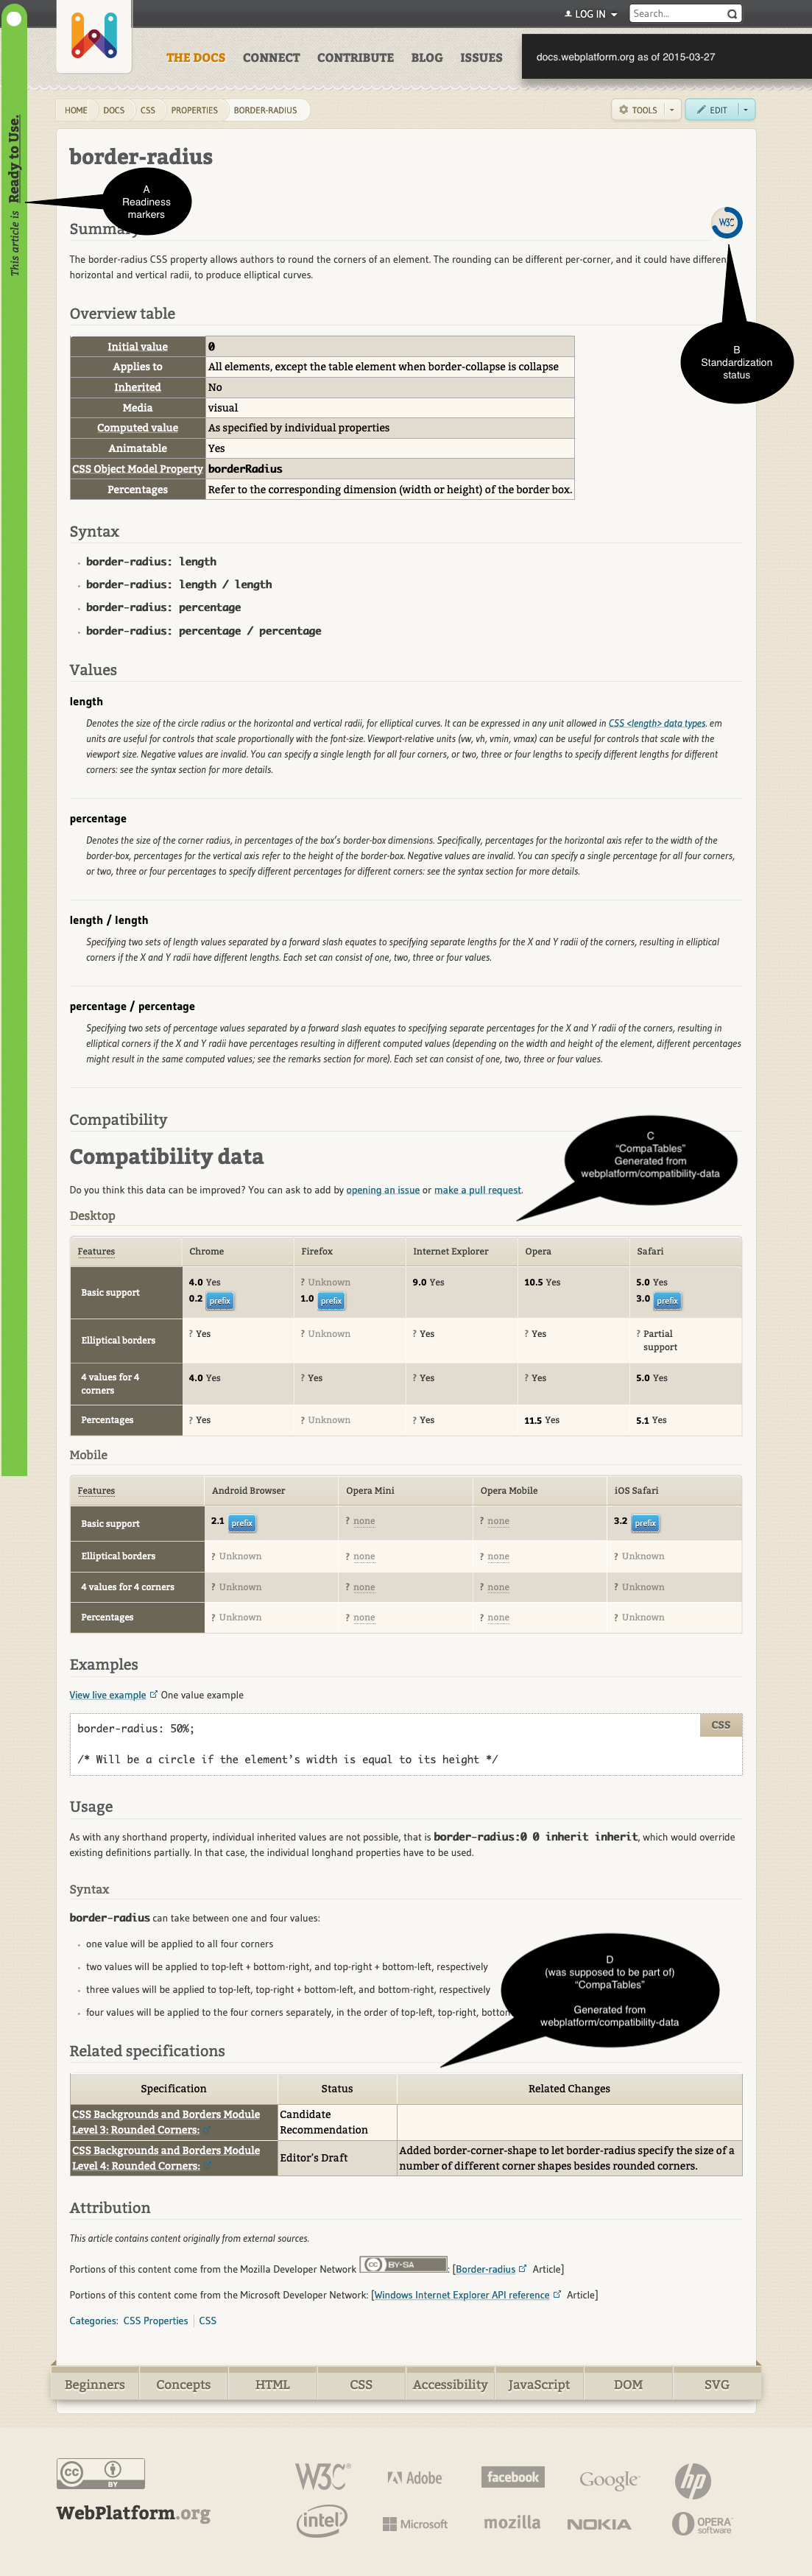 LOG IN
Search...
THE DOCS CONNECT CONTRIBUTE BLOG ISSUES
docs.webplatform.org as of 2015-03-27
HOME DOCS CSS PROPERTIES BORDER-RADIUS
TOOLS EDIT
This article is Ready to Use.
border-radius
A
Readiness
markers
Summary
W3C
The border-radius CSS property allows authors to round the corners of an element. The rounding can be different per-corner, and it could have different
horizontal and vertical radii, to produce elliptical curves.
B
Standardization
status
Overview table
Initial value 0
Applies to All elements, except the table element when border-collapse is collapse
Inherited No
Media visual
Computed value As specified by individual properties
Animatable Yes
CSS Object Model Property borderRadius
Percentages Refer to the corresponding dimension (width or height) of the border box.
Syntax
border-radius: length
border-radius: length / length
border-radius: percentage
border-radius: percentage / percentage
Values
length
Denotes the size of the circle radius or the horizontal and vertical radii, for elliptical curves. It can be expressed in any unit allowed in CSS <length> data types. em
units are useful for controls that scale proportionally with the font-size. Viewport-relative units (vw, vh, vmin, vmax) can be useful for controls that scale with the
viewport size. Negative values are invalid. You can specify a single length for all four corners, or two, three or four lengths to specify different lengths for different
corners: see the syntax section for more details.
percentage
Denotes the size of the corner radius, in percentages of the box's border-box dimensions. Specifically, percentages for the horizontal axis refer to the width of the
border-box, percentages for the vertical axis refer to the height of the border-box. Negative values are invalid. You can specify a single percentage for all four corners,
or two, three or four percentages to specify different percentages for different corners: see the syntax section for more details.
length / length
Specifying two sets of length values separated by a forward slash equates to specifying separate lengths for the X and Y radii of the corners, resulting in elliptical
corners if the X and Y radii have different lengths. Each set can consist of one, two, three or four values.
percentage / percentage
Specifying two sets of percentage values separated by a forward slash equates to specifying separate percentages for the X and Y radii of the corners, resulting in
elliptical corners if the X and Y radii have percentages resulting in different computed values (depending on the width and height of the element, different percentages
might result in the same computed values; see the remarks section for more). Each set can consist of one, two, three or four values.
Compatibility
C
“CompaTables”
Generated from
webplatform/compatibility-data
Compatibility data
Do you think this data can be improved? You can ask to add by opening an issue or make a pull request.
Desktop
Features Chrome Firefox Internet Explorer Opera Safari
Basic support 4.0 Yes ? Unknown 9.0 Yes 10.5 Yes 5.0 Yes
0.2 prefix 1.0 prefix 3.0 prefix
Elliptical borders ? Yes ? Unknown ? Yes ? Yes ? Partial
support
4 values for 4 4.0 Yes ? Yes ? Yes ? Yes 5.0 Yes
corners
Percentages ? Yes ? Unknown ? Yes 11.5 Yes 5.1 Yes
Mobile
Features Android Browser Opera Mini Opera Mobile iOS Safari
Basic support 2.1 prefix ? none ? none 3.2 prefix
Elliptical borders ? Unknown ? none ? none ? Unknown
4 values for 4 corners ? Unknown ? none ? none ? Unknown
Percentages ? Unknown ? none ? none ? Unknown
Examples
View live example One value example
CSS
border-radius: 50%;
/* Will be a circle if the element’s width is equal to its height */
Usage
As with any shorthand property, individual inherited values are not possible, that is border-radius:0 0 inherit inherit, which would override
existing definitions partially. In that case, the individual longhand properties have to be used.
Syntax
border-radius can take between one and four values:
one value will be applied to all four corners
two values will be applied to top-left + bottom-right, and top-right + bottom-left, respectively
three values will be applied to top-left, top-right + bottom-left, and bottom-right, respectively
four values will be applied to the four corners separately, in the order of top-left, top-right,
D
(was supposed to be part of)
“CompaTables”
Generated from
webplatform/compatibility-data
Related specifications
Specification Status Related Changes
CSS Backgrounds and Borders Module Candidate
Level 3: Rounded Corners: Recommendation
CSS Backgrounds and Borders Module Editor's Draft Added border-corner-shape to let border-radius specify the size of a
Level 4: Rounded Corners: number of different corner shapes besides rounded corners.
Attribution
This article contains content originally from external sources.
Portions of this content come from the Mozilla Developer Network CC BY-SA: [Border-radius Article]
Portions of this content come from the Microsoft Developer Network: [Windows Internet Explorer API reference Article]
Categories: CSS Properties CSS
Beginners Concepts HTML CSS Accessibility JavaScript DOM SVG
CC BY
WebPlatform.org
W3C® Adobe facebook Google hp
intel Microsoft mozilla NOKIA OPERA software